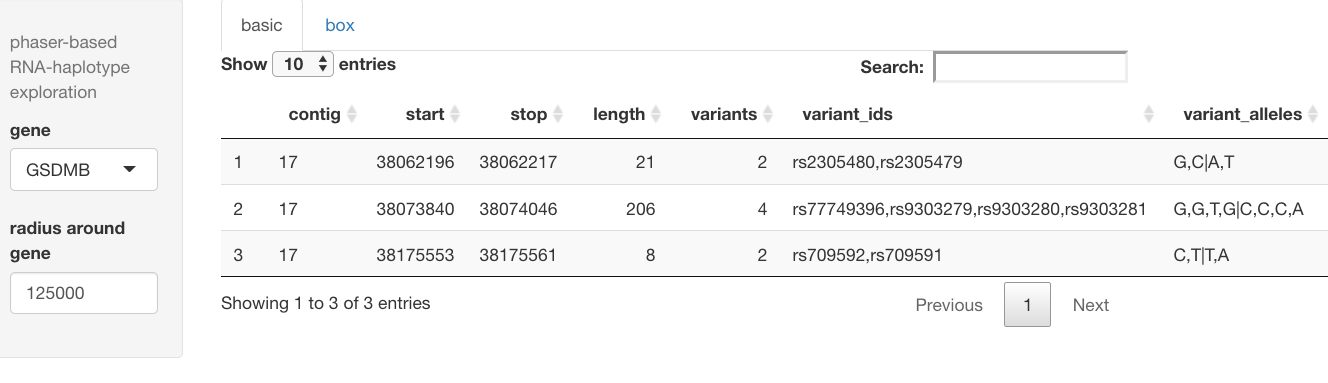 basic box
phaser-based
RNA-haplotype
exploration
gene
GSDMB
radius around
gene
125000
Show 10 entries Search:
contig start stop length variants variant_ids variant_alleles
1 17 38062196 38062217 21 2 rs2305480,rs2305479 G,C|A,T
2 17 38073840 38074046 206 4 rs77749396,rs9303279,rs9303280,rs9303281 G,G,T,G|C,C,C,A
3 17 38175553 38175561 8 2 rs709592,rs709591 C,T|T,A
Showing 1 to 3 of 3 entries Previous 1 Next